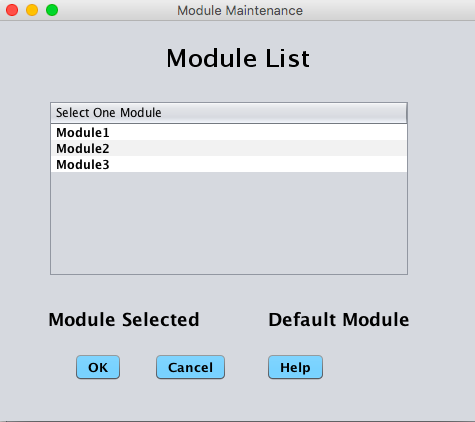 Module Maintenance
Module List
Select One Module
Module1
Module2
Module3
Module Selected Default Module
OK Cancel Help